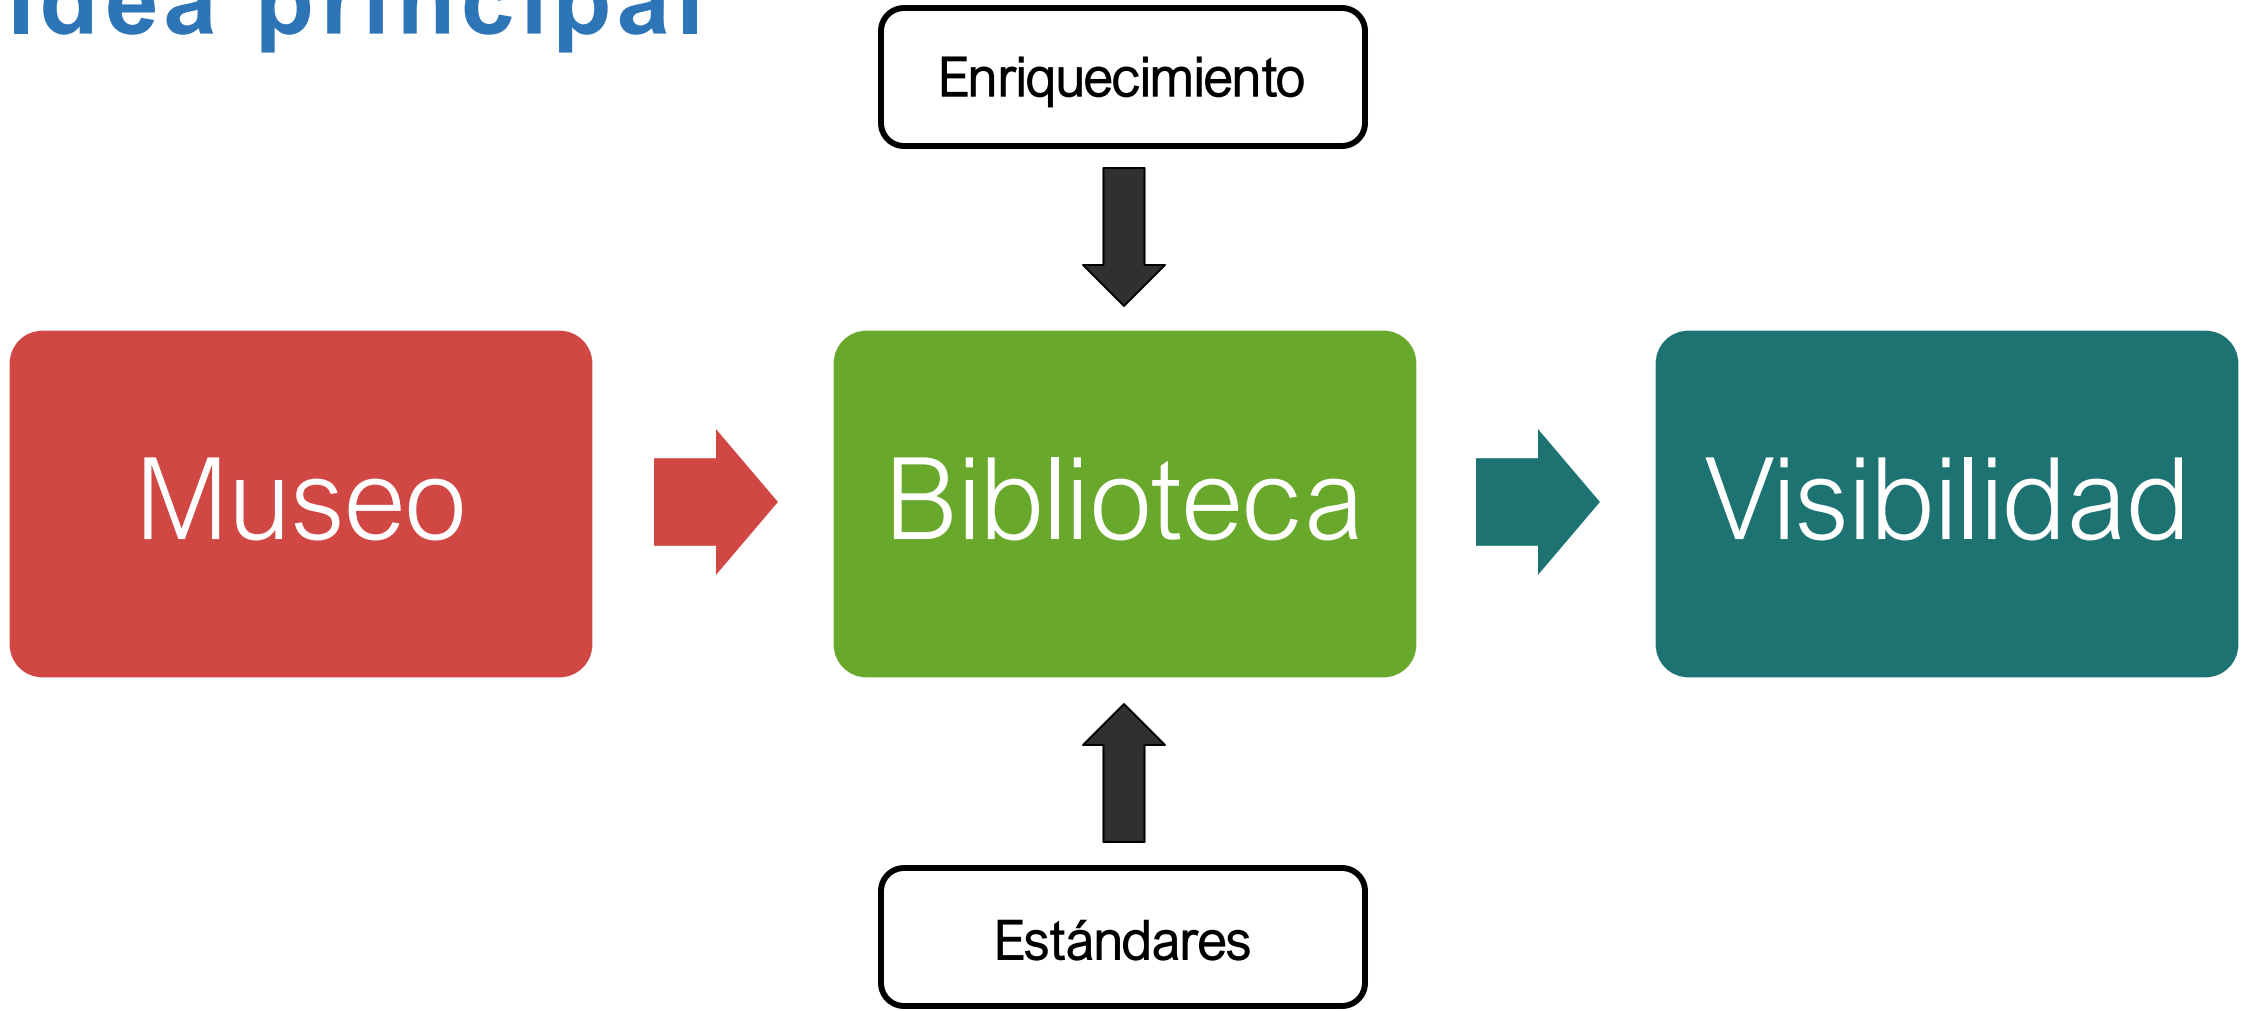 Idea principal
Enriquecimiento
Museo
Biblioteca
Visibilidad
Estándares